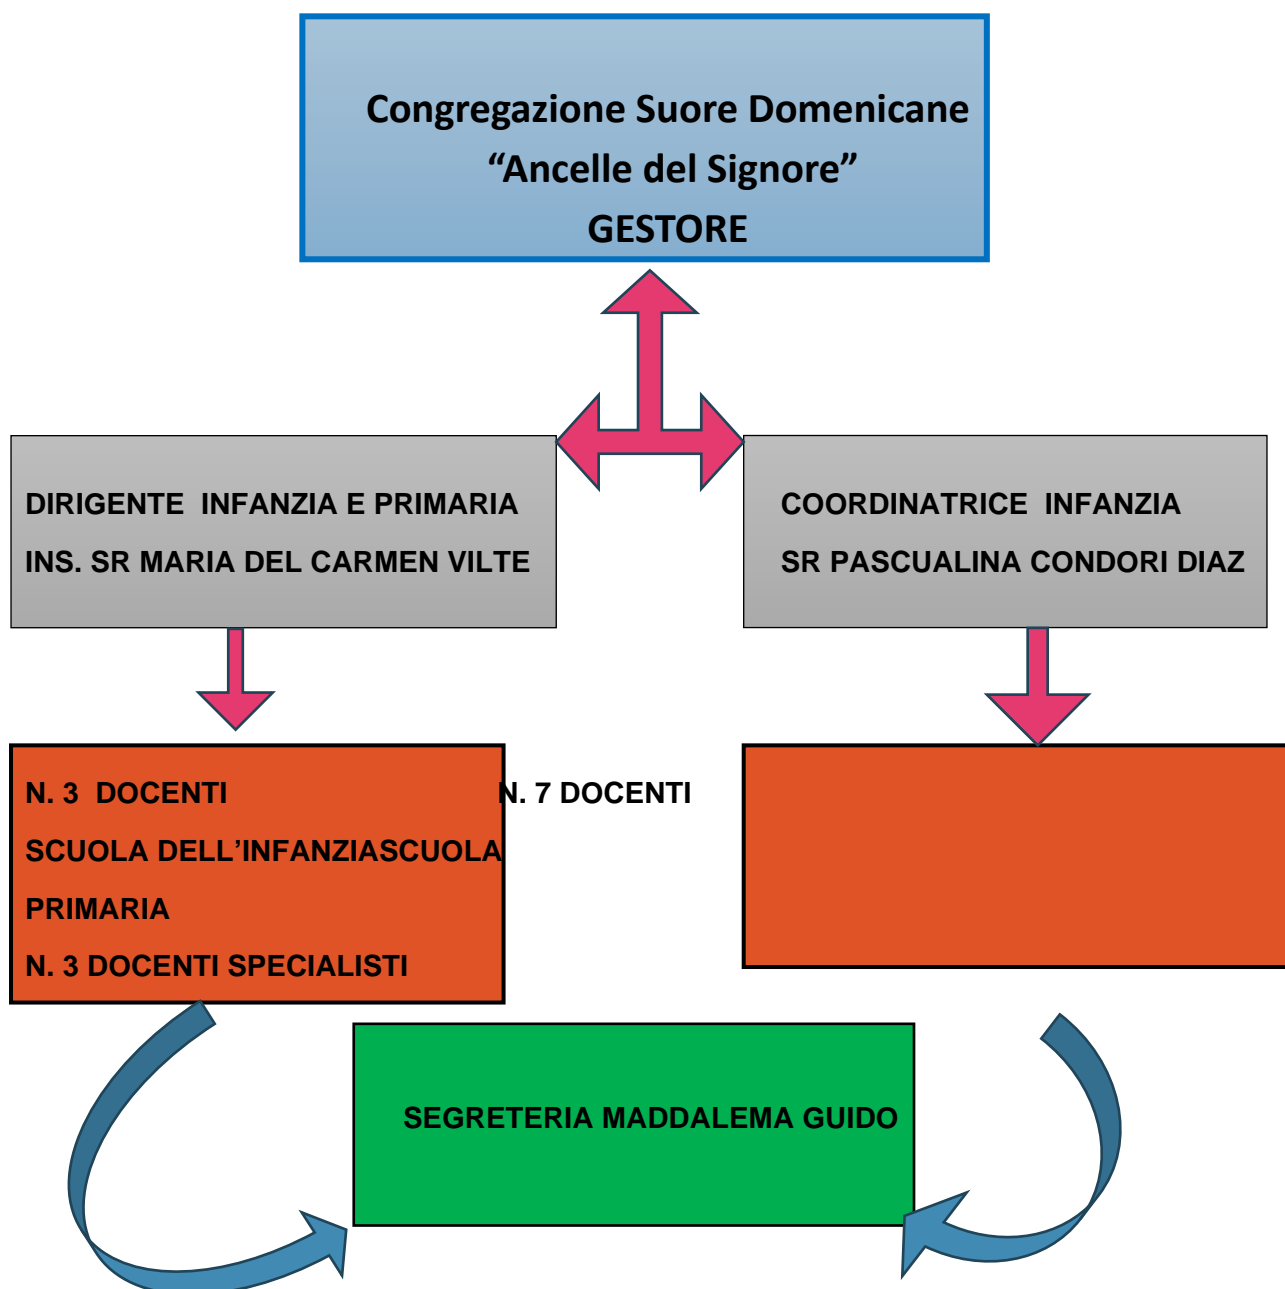 Congregazione Suore Domenicane
“Ancelle del Signore”
GESTORE
DIRIGENTE  INFANZIA E PRIMARIA
INS. SR MARIA DEL CARMEN VILTE
COORDINATRICE  INFANZIA
SR PASCUALINA CONDORI DIAZ
N. 3  DOCENTI N. 7 DOCENTI
SCUOLA DELL’INFANZIASCUOLA
PRIMARIA
N. 3 DOCENTI SPECIALISTI
SEGRETERIA MADDALEMA GUIDO